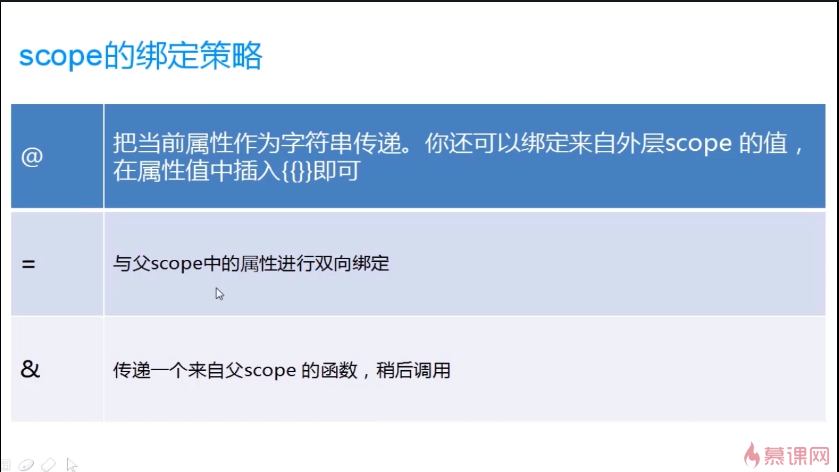 scope的绑定策略
@
把当前属性作为字符串传递。你还可以绑定来自外层scope 的值，
在属性值中插入{{}}即可
=
与父scope中的属性进行双向绑定
&
传递一个来自父scope 的函数，稍后调用
慕课网